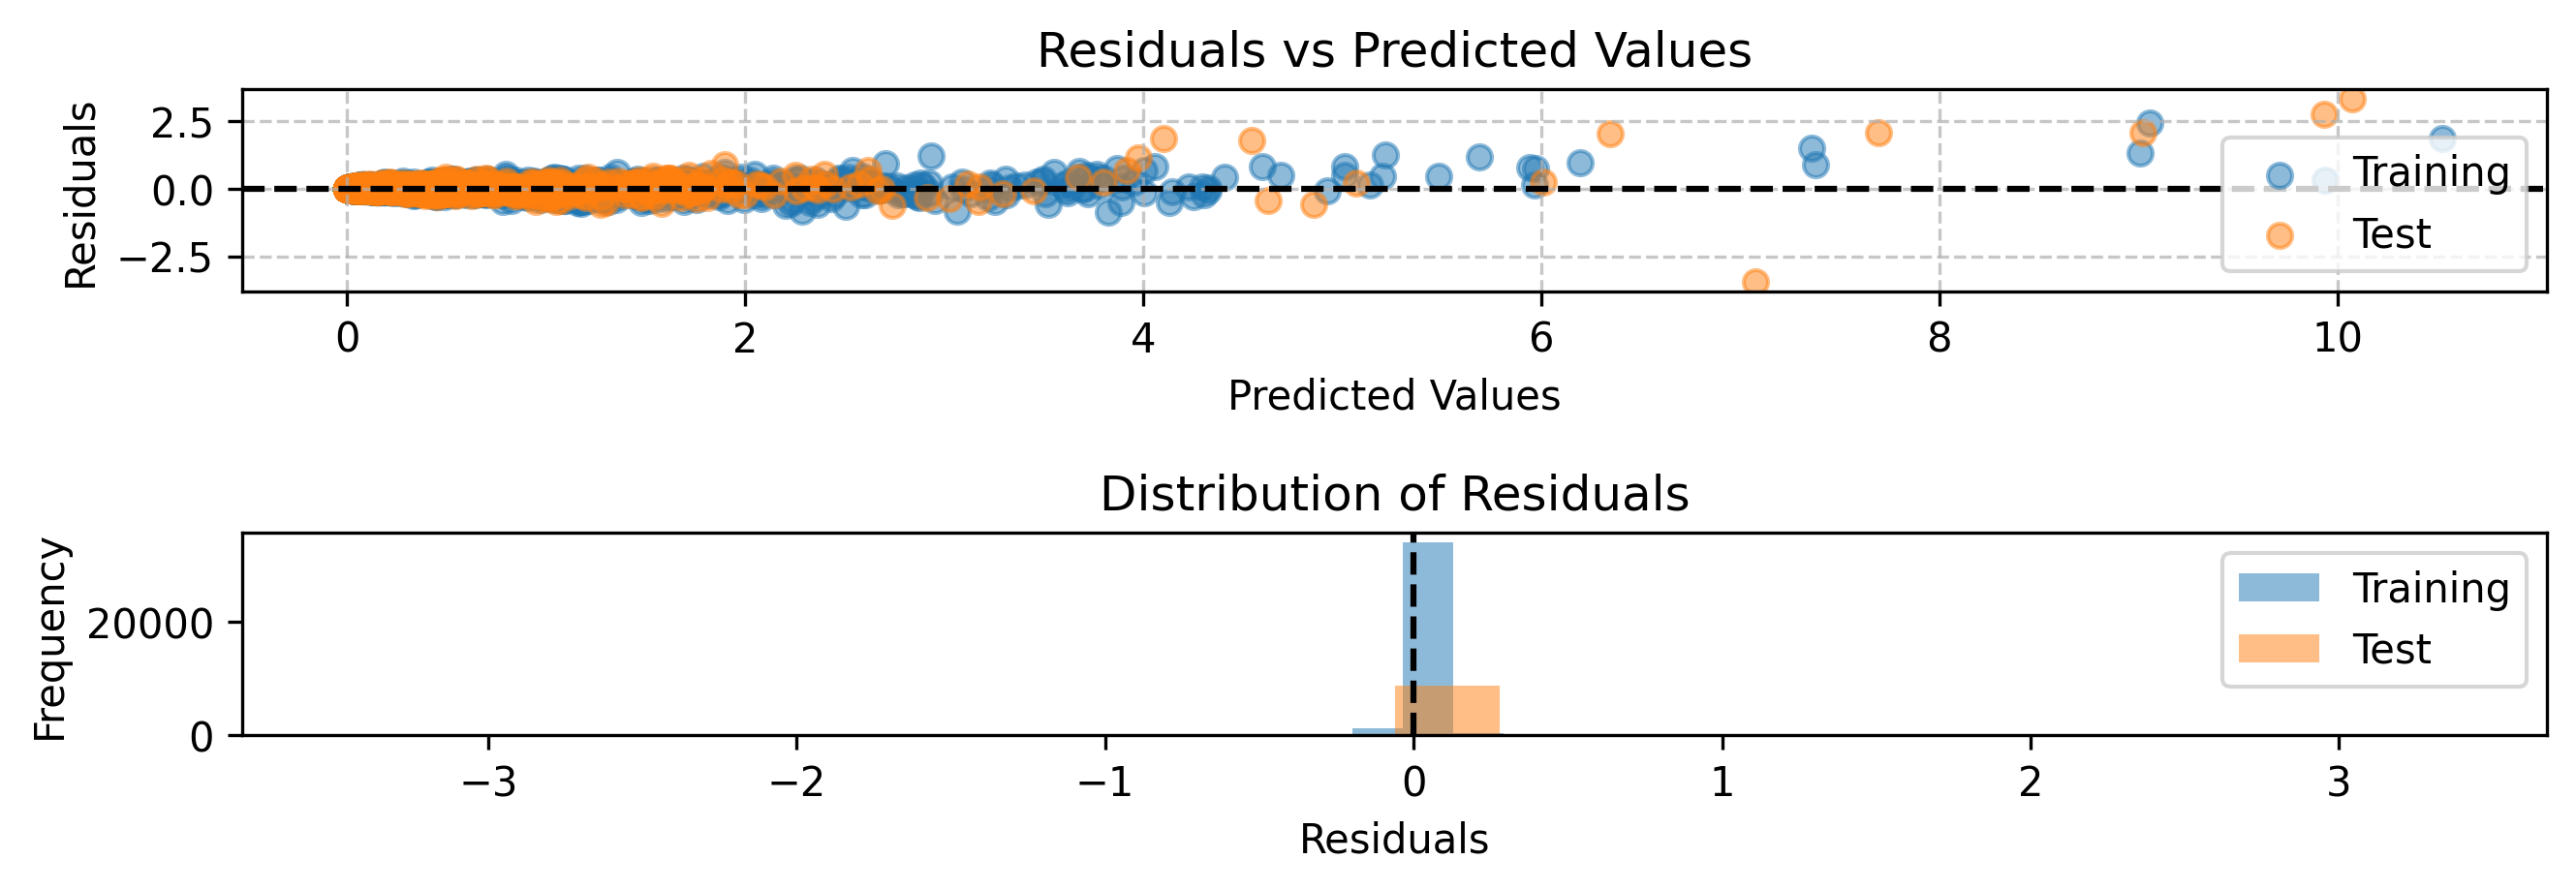 Residuals vs Predicted Values
Residuals
2.5
0.0
−2.5
Training
Test
0 2 4 6 8 10
Predicted Values
Distribution of Residuals
Frequency
20000
0
Training
Test
−3 −2 −1 0 1 2 3
Residuals